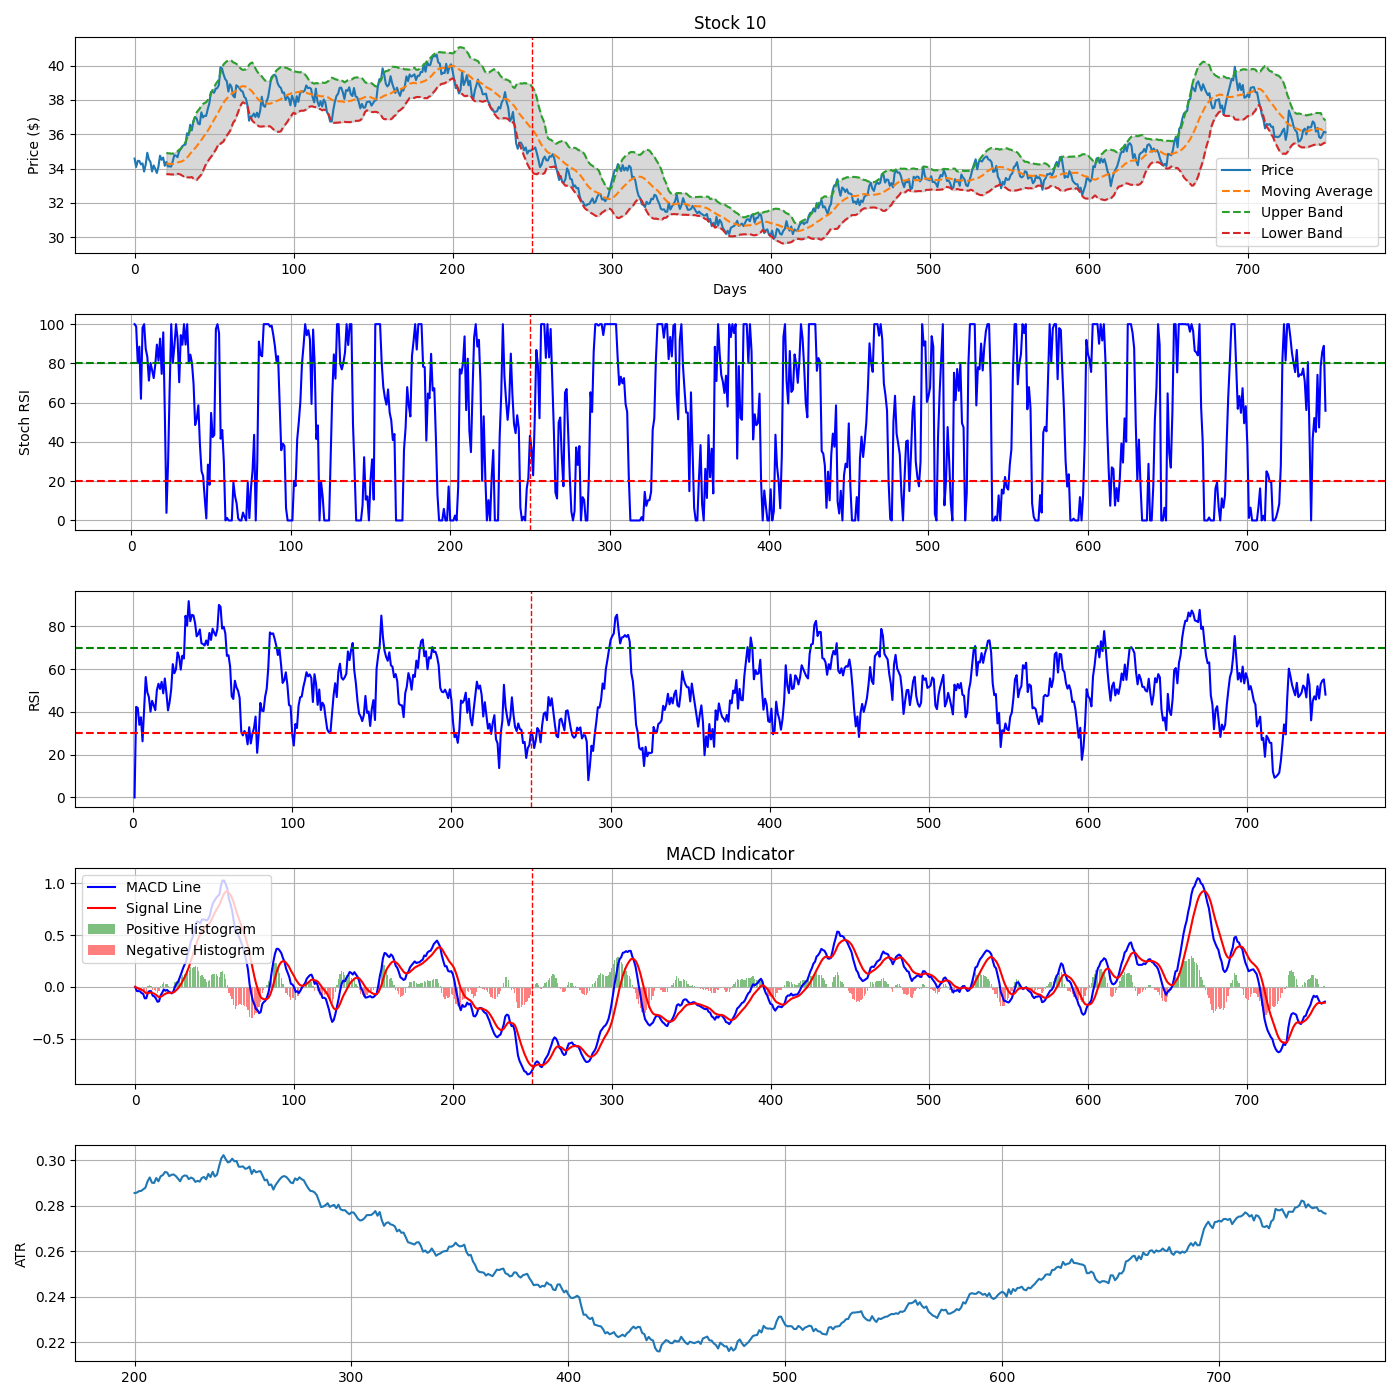 Stock 10
Price ($)
40
38
36
34
32
30
Price
Moving Average
Upper Band
Lower Band
0 100 200 300 400 500 600 700
Days
Stoch RSI
100
80
60
40
20
0
0 100 200 300 400 500 600 700
RSI
80
60
40
20
0
0 100 200 300 400 500 600 700
MACD Indicator
1.0
0.5
0.0
−0.5
MACD Line
Signal Line
Positive Histogram
Negative Histogram
0 100 200 300 400 500 600 700
ATR
0.30
0.28
0.26
0.24
0.22
200 300 400 500 600 700